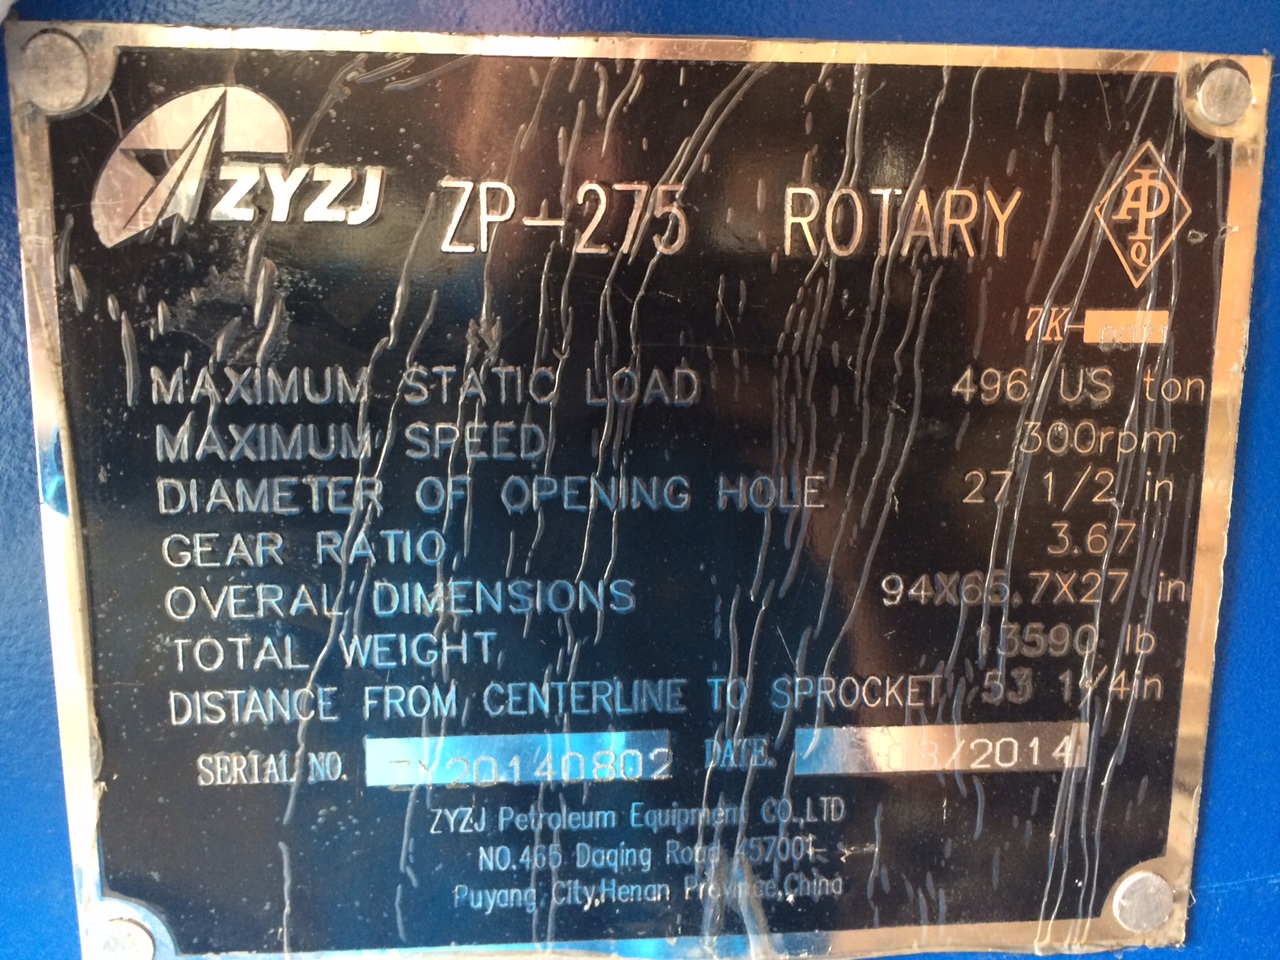 ZYZJ ZP-275 ROTARY API Q
7K-
MAXIMUM STATIC LOAD 496 US ton
MAXIMUM SPEED 300rpm
DIAMETER OF OPENING HOLE 27 1/2 in
GEAR RATIO 3.67
OVERAL DIMENSIONS 94X65.7X27 in
TOTAL WEIGHT 13590 lb
DISTANCE FROM CENTERLINE TO SPROCKET 53 1/4in
SERIAL NO. ZX20140802 DATE. 08/2014
ZYZJ Petroleum Equipment CO.,LTD
NO.465 Daqing Road 457001
Puyang City,Henan Province,China